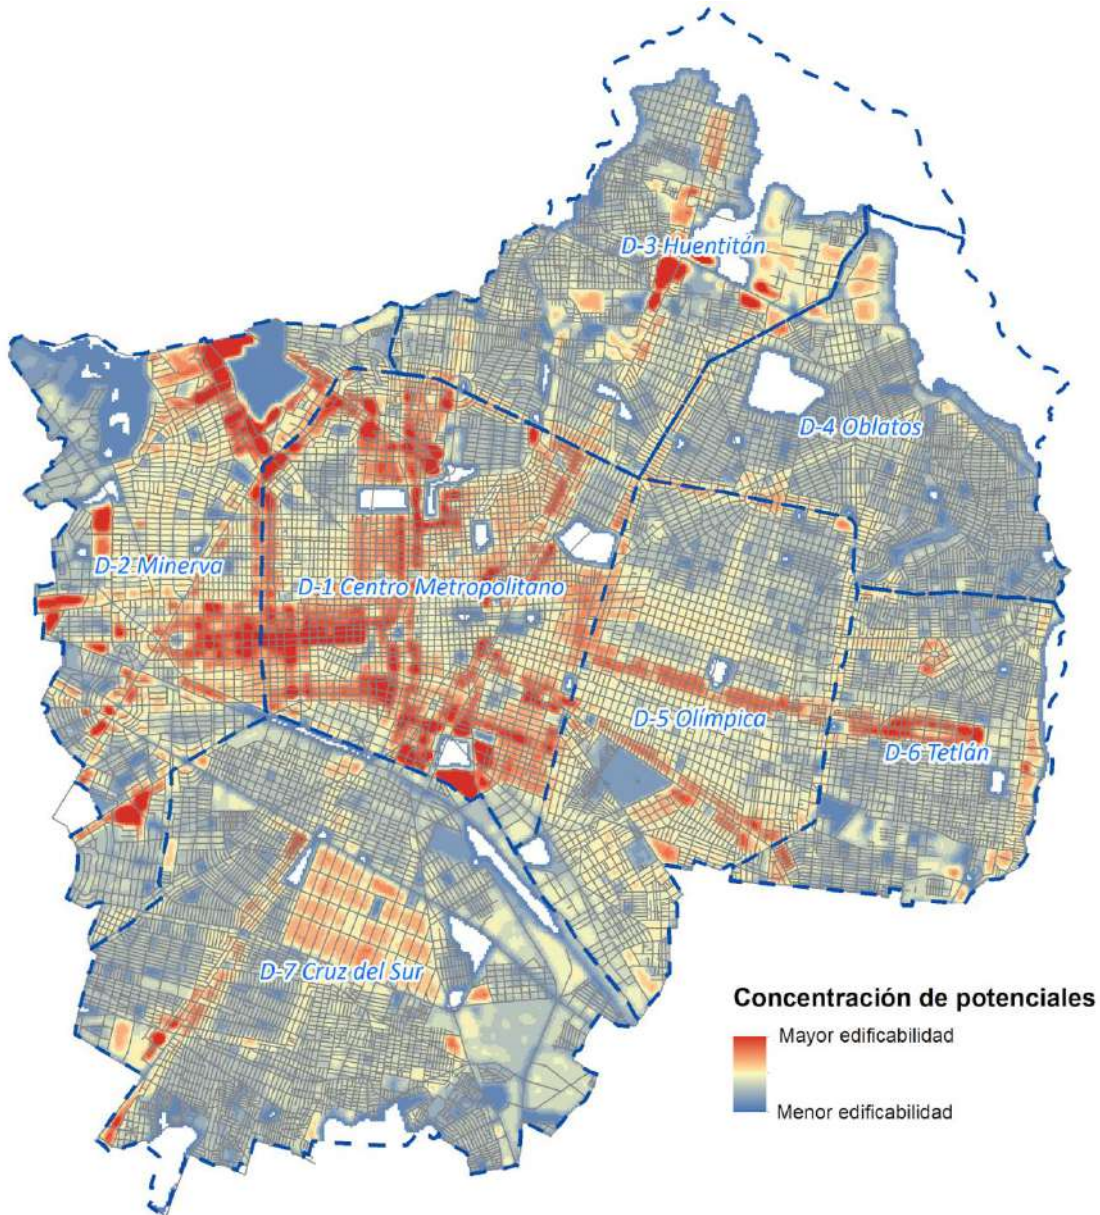 D-3 Huentitán
D-4 Oblatos
D-2 Minerva
D-1 Centro Metropolitano
D-5 Olímpica
D-6 Tetlán
D-7 Cruz del Sur
Concentración de potenciales
Mayor edificabilidad
Menor edificabilidad